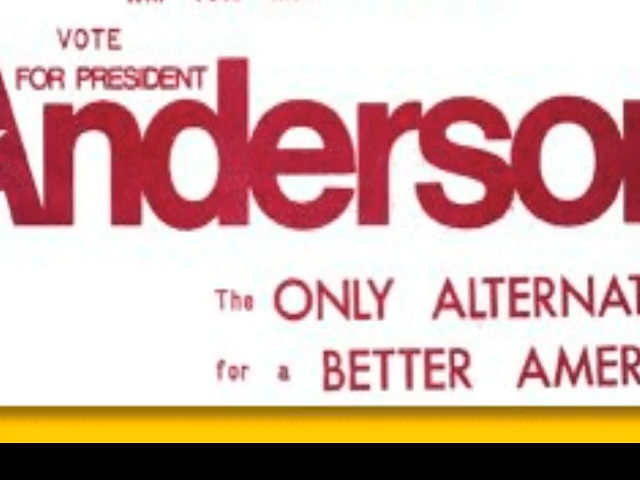 VOTE
FOR PRESIDENT
Anderson
The ONLY ALTERNAT
for a BETTER AMER